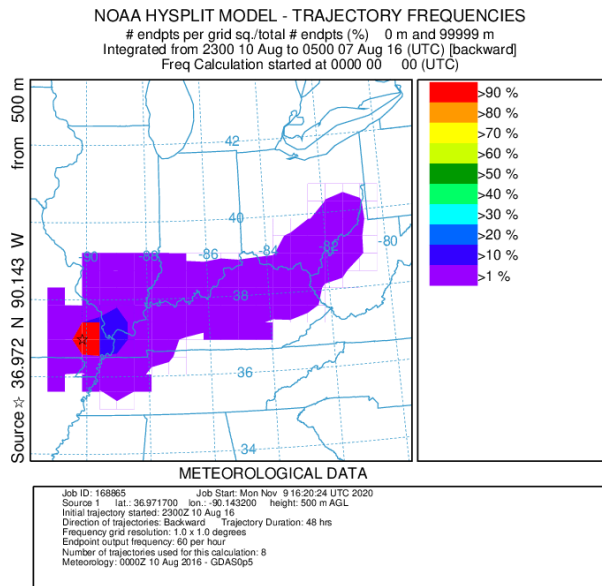 NOAA HYSPLIT MODEL - TRAJECTORY FREQUENCIES
# endpts per grid sq./total # endpts (%)    0 m and 99999 m
Integrated from 2300 10 Aug to 0500 07 Aug 16 (UTC) [backward]
Freq Calculation started at 0000 00    00 (UTC)
Source ☆ 36.972 N 90.143 W    from    500 m
42
40
-90
-88
-86
-84
-80
38
36
34
>90 %
>80 %
>70 %
>60 %
>50 %
>40 %
>30 %
>20 %
>10 %
>1 %
METEOROLOGICAL DATA
Job ID: 168865    Job Start: Mon Nov 9 16:20:24 UTC 2020
Source 1    lat.: 36.971700    lon.: -90.143200    height: 500 m AGL
Initial trajectory started: 2300Z 10 Aug 16
Direction of trajectories: Backward    Trajectory Duration: 48 hrs
Frequency grid resolution: 1.0 x 1.0 degrees
Endpoint output frequency: 60 per hour
Number of trajectories used for this calculation: 8
Meteorology: 0000Z 10 Aug 2016 - GDAS0p5